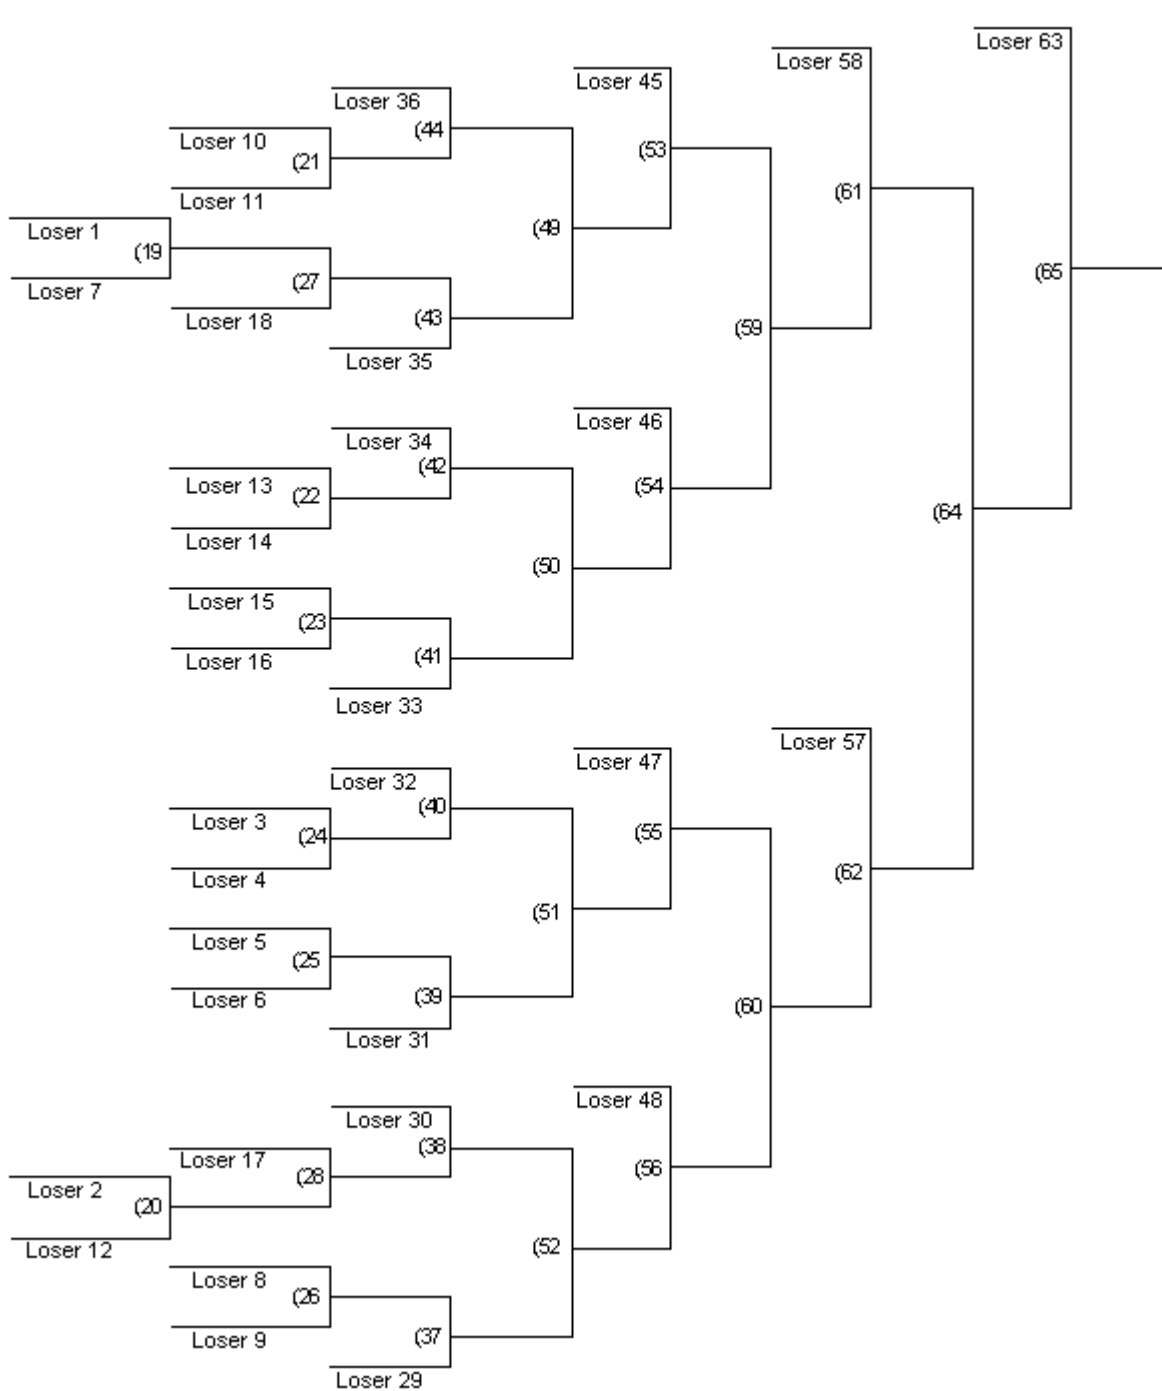 Loser 63
Loser 58
Loser 45
Loser 36
(44
Loser 10
(53
(21
(61
Loser 11
Loser 1
(49
(19
(65
(27
Loser 7
Loser 18
(43
(59
Loser 35
Loser 46
Loser 34
(42
Loser 13
(54
(22
(64
Loser 14
(50
Loser 15
(23
(41
Loser 16
Loser 33
Loser 57
Loser 47
Loser 32
(40
Loser 3
(55
(24
(62
Loser 4
(51
Loser 5
(25
(39
Loser 6
(60
Loser 31
Loser 48
Loser 30
(38
Loser 17
(56
(28
Loser 2
(20
(52
Loser 12
Loser 8
(26
(37
Loser 9
Loser 29